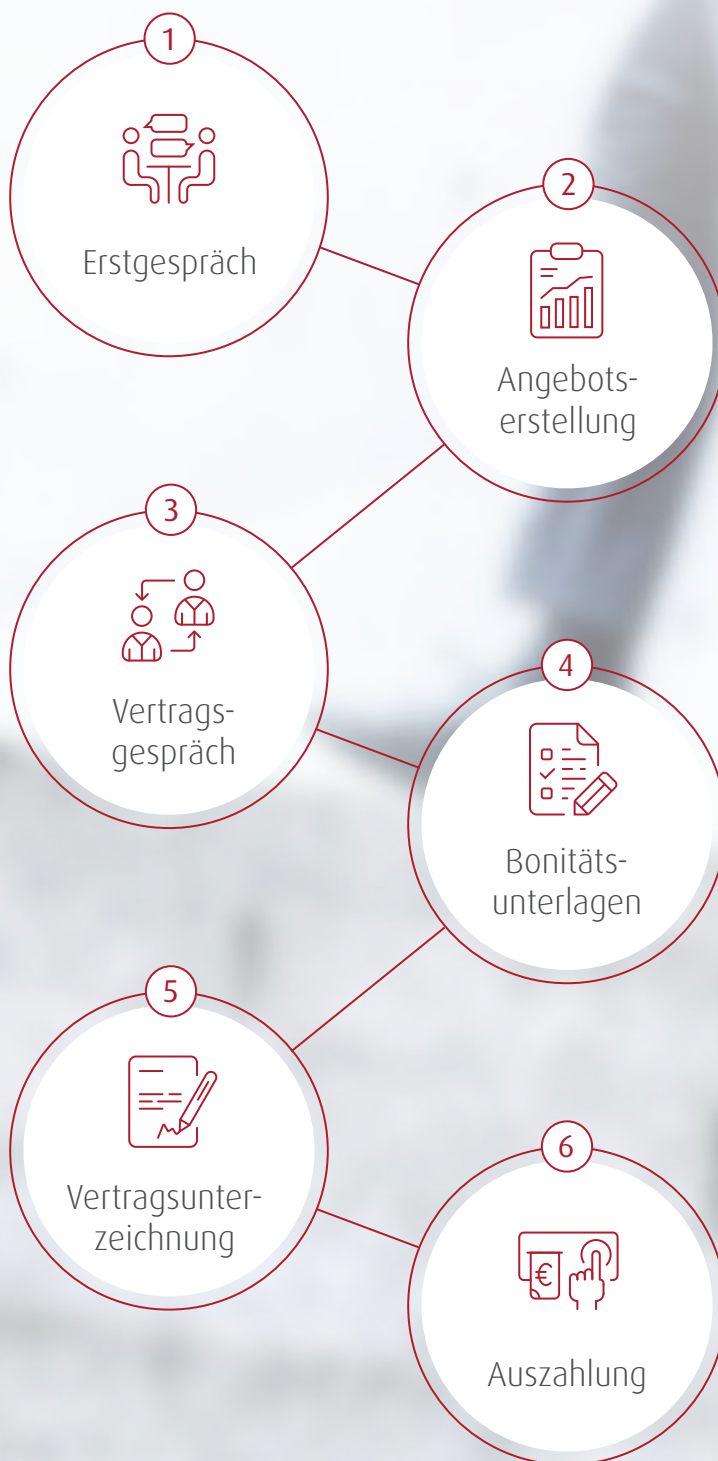 1
Erstgespräch
2
Angebots-
erstellung
3
Vertrags-
gespräch
4
Bonitäts-
unterlagen
5
Vertragsunter-
zeichnung
6
€
Auszahlung